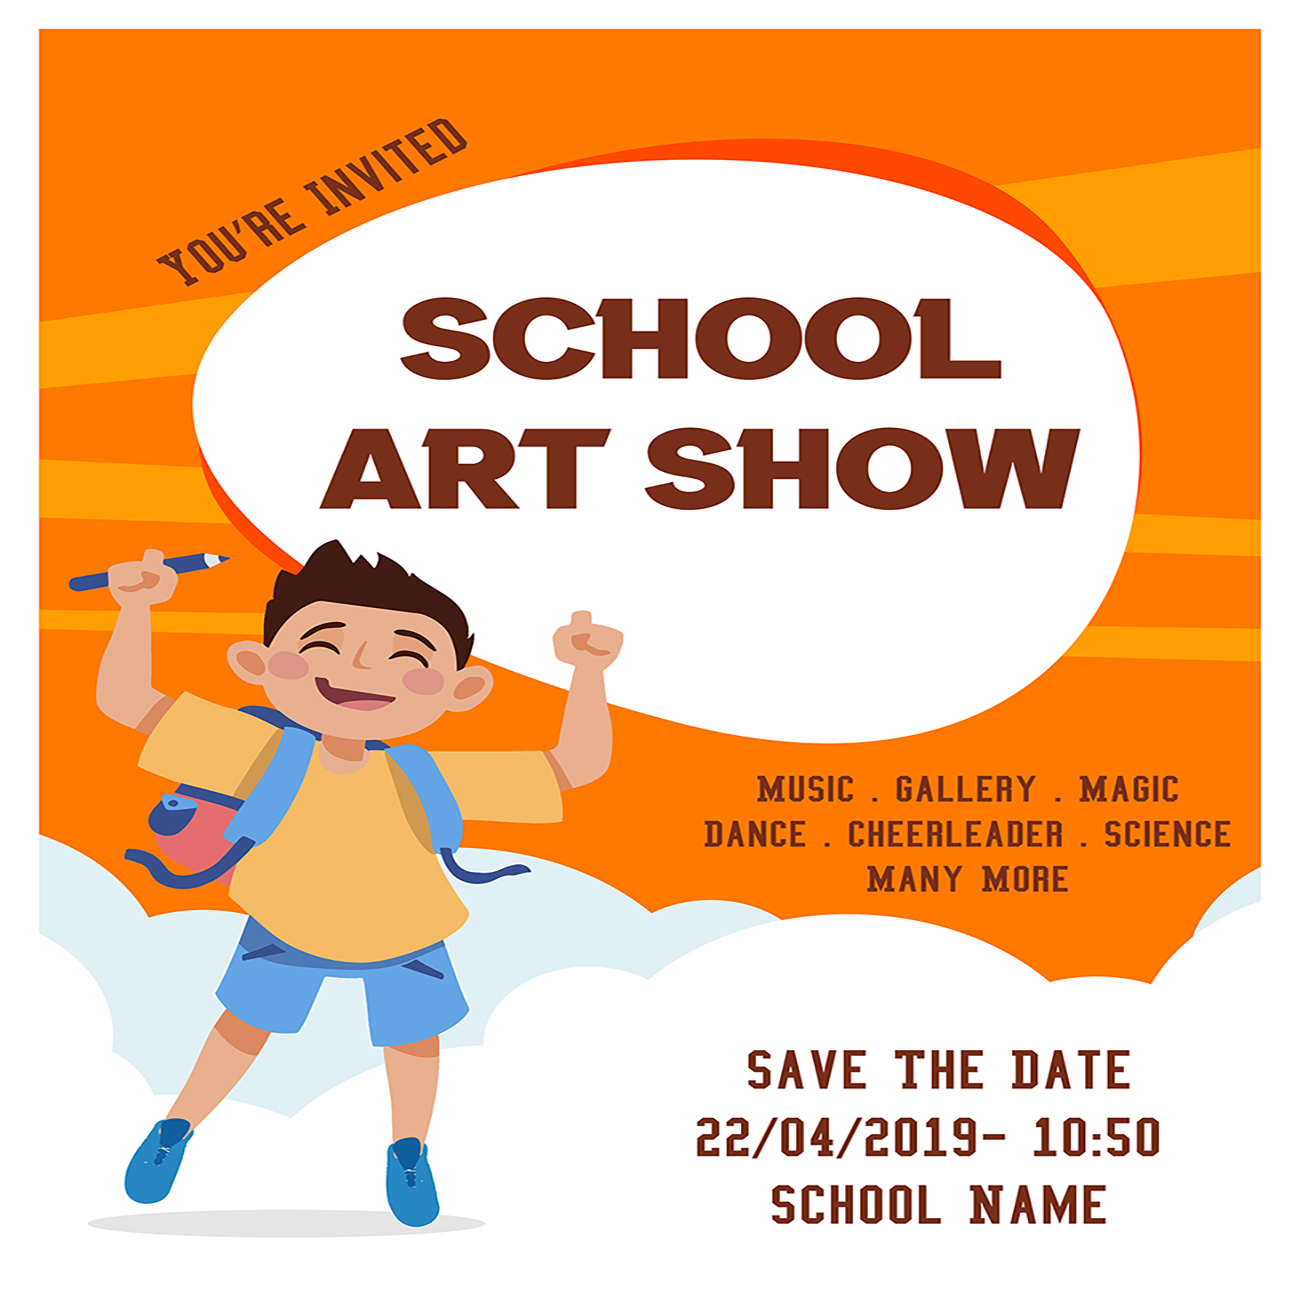 YOU'RE INVITED
SCHOOL
ART SHOW
MUSIC . GALLERY . MAGIC
DANCE . CHEERLEADER . SCIENCE
MANY MORE
SAVE THE DATE
22/04/2019- 10:50
SCHOOL NAME